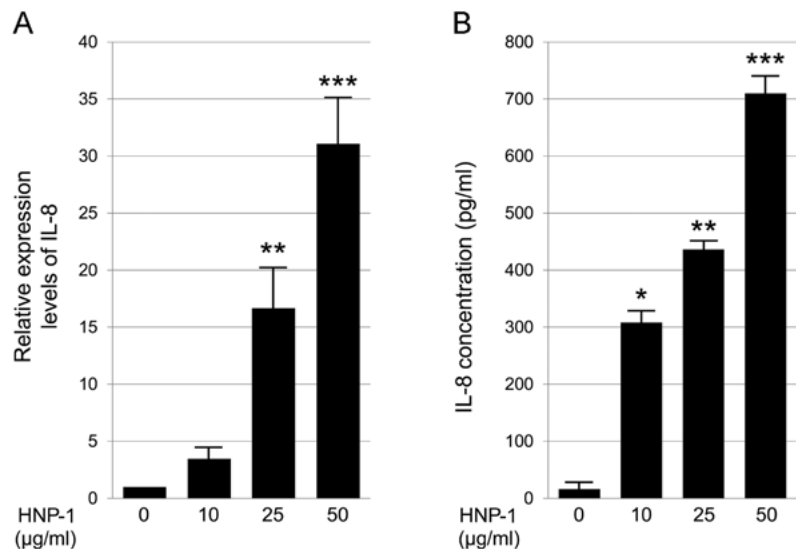 A
Relative expression
levels of IL-8
40
35
30
25
20
15
10
5
0
**
***
HNP-1
(µg/ml)
0 10 25 50
B
IL-8 concentration (pg/ml)
800
700
600
500
400
300
200
100
0
*
**
***
HNP-1
(µg/ml)
0 10 25 50